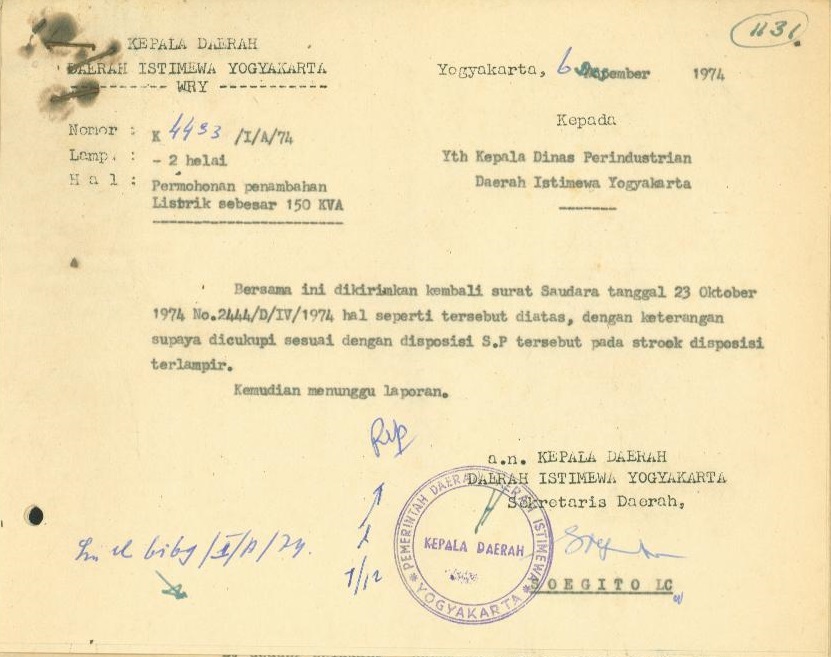 1131.
KEPALA DAERAH
DAERAH ISTIMEWA YOGYAKARTA
--------- WRY -----------
Yogyakarta, 6 Desember 1974
Nomor : K 4493 /I/A/74
Lamp. : - 2 helai
H a l : Permohonan penambahan
Listrik sebesar 150 KVA
Kepada
Yth Kepala Dinas Perindustrian
Daerah Istimewa Yogyakarta
Bersama ini dikirimkan kembali surat Saudara tanggal 23 Oktober
1974 No.2444/D/IV/1974 hal seperti tersebut diatas, dengan keterangan
supaya dicukupi sesuai dengan disposisi S.P tersebut pada strook disposisi
terlampir.
Kemudian menunggu laporan.
a.n. KEPALA DAERAH
DAERAH ISTIMEWA YOGYAKARTA
Sekretaris Daerah,
PEMERINTAH DAERAH DAERAH ISTIMEWA
KEPALA DAERAH
* YOGYAKARTA *
/I/A/74.
7/12
SOEGITO LC